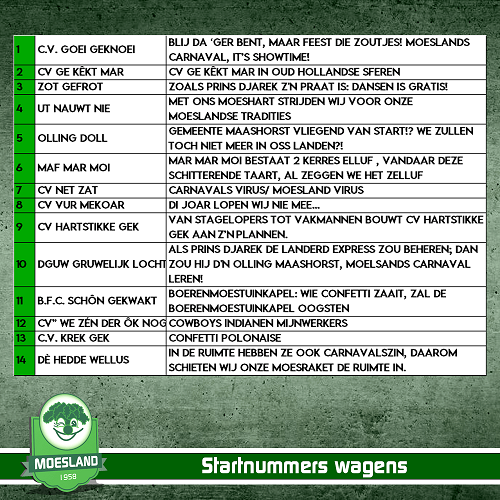 1 C.V. GOEI GEKNOEI BLIJ DA 'GER BENT, MAAR FEEST DIE ZOUTJES! MOESLANDS
CARNAVAL, IT'S SHOWTIME!
2 CV GE KÊKT MAR CV GE KÊKT MAR IN OUD HOLLANDSE SFEREN
3 ZOT GEFROT ZOALS PRINS DJAREK Z'N PRAAT IS: DANSEN IS GRATIS!
4 UT NAUWT NIE MET ONS MOESHART STRIJDEN WIJ VOOR ONZE
MOESLANDSE TRADITIES
5 OLLING DOLL GEMEENTE MAASHORST VLIEGEND VAN START!? WE ZULLEN
TOCH NIET MEER IN OSS LANDEN?!
6 MAF MAR MOI MAR MAR MOI BESTAAT 2 KERRES ELLUF , VANDAAR DEZE
SCHITTERENDE TAART, AL ZEGGEN WE HET ZELLUF
7 CV NET ZAT CARNAVALS VIRUS/ MOESLAND VIRUS
8 CV VUR MEKOAR DI JOAR LOPEN WIJ NIE MEE...
9 CV HARTSTIKKE GEK VAN STAGELOPERS TOT VAKMANNEN BOUWT CV HARTSTIKKE
GEK AAN Z'N PLANNEN.
10 DGUW GRUWELIJK LOCHT ALS PRINS DJAREK DE LANDERD EXPRESS ZOU BEHEREN; DAN
ZOU HIJ D'N OLLING MAASHORST, MOELSANDS CARNAVAL
LEREN!
11 B.F.C. SCHÖN GEKWAKT BOERENMOESTUINKAPEL: WIE CONFETTI ZAAIT, ZAL DE
BOERENMOESTUINKAPEL OOGSTEN
12 CV" WE ZÉN DER ÔK NOG COWBOYS INDIANEN MIJNWERKERS
13 C.V. KREK GEK CONFETTI POLONAISE
14 DÈ HEDDE WELLUS IN DE RUIMTE HEBBEN ZE OOK CARNAVALSZIN, DAAROM
SCHIETEN WIJ ONZE MOESRAKET DE RUIMTE IN.
MOESLAND
1958
Startnummers wagens